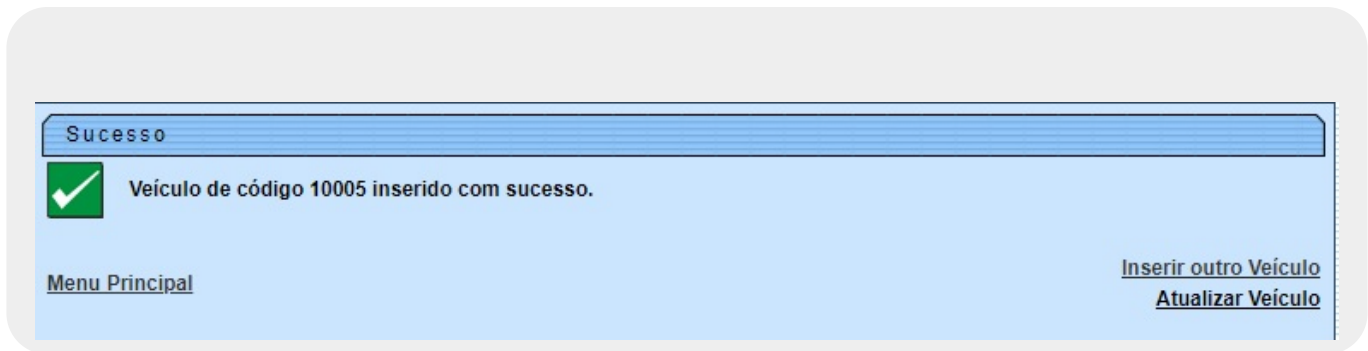 Sucesso
Veículo de código 10005 inserido com sucesso.
Inserir outro Veículo
Menu Principal
Atualizar Veículo